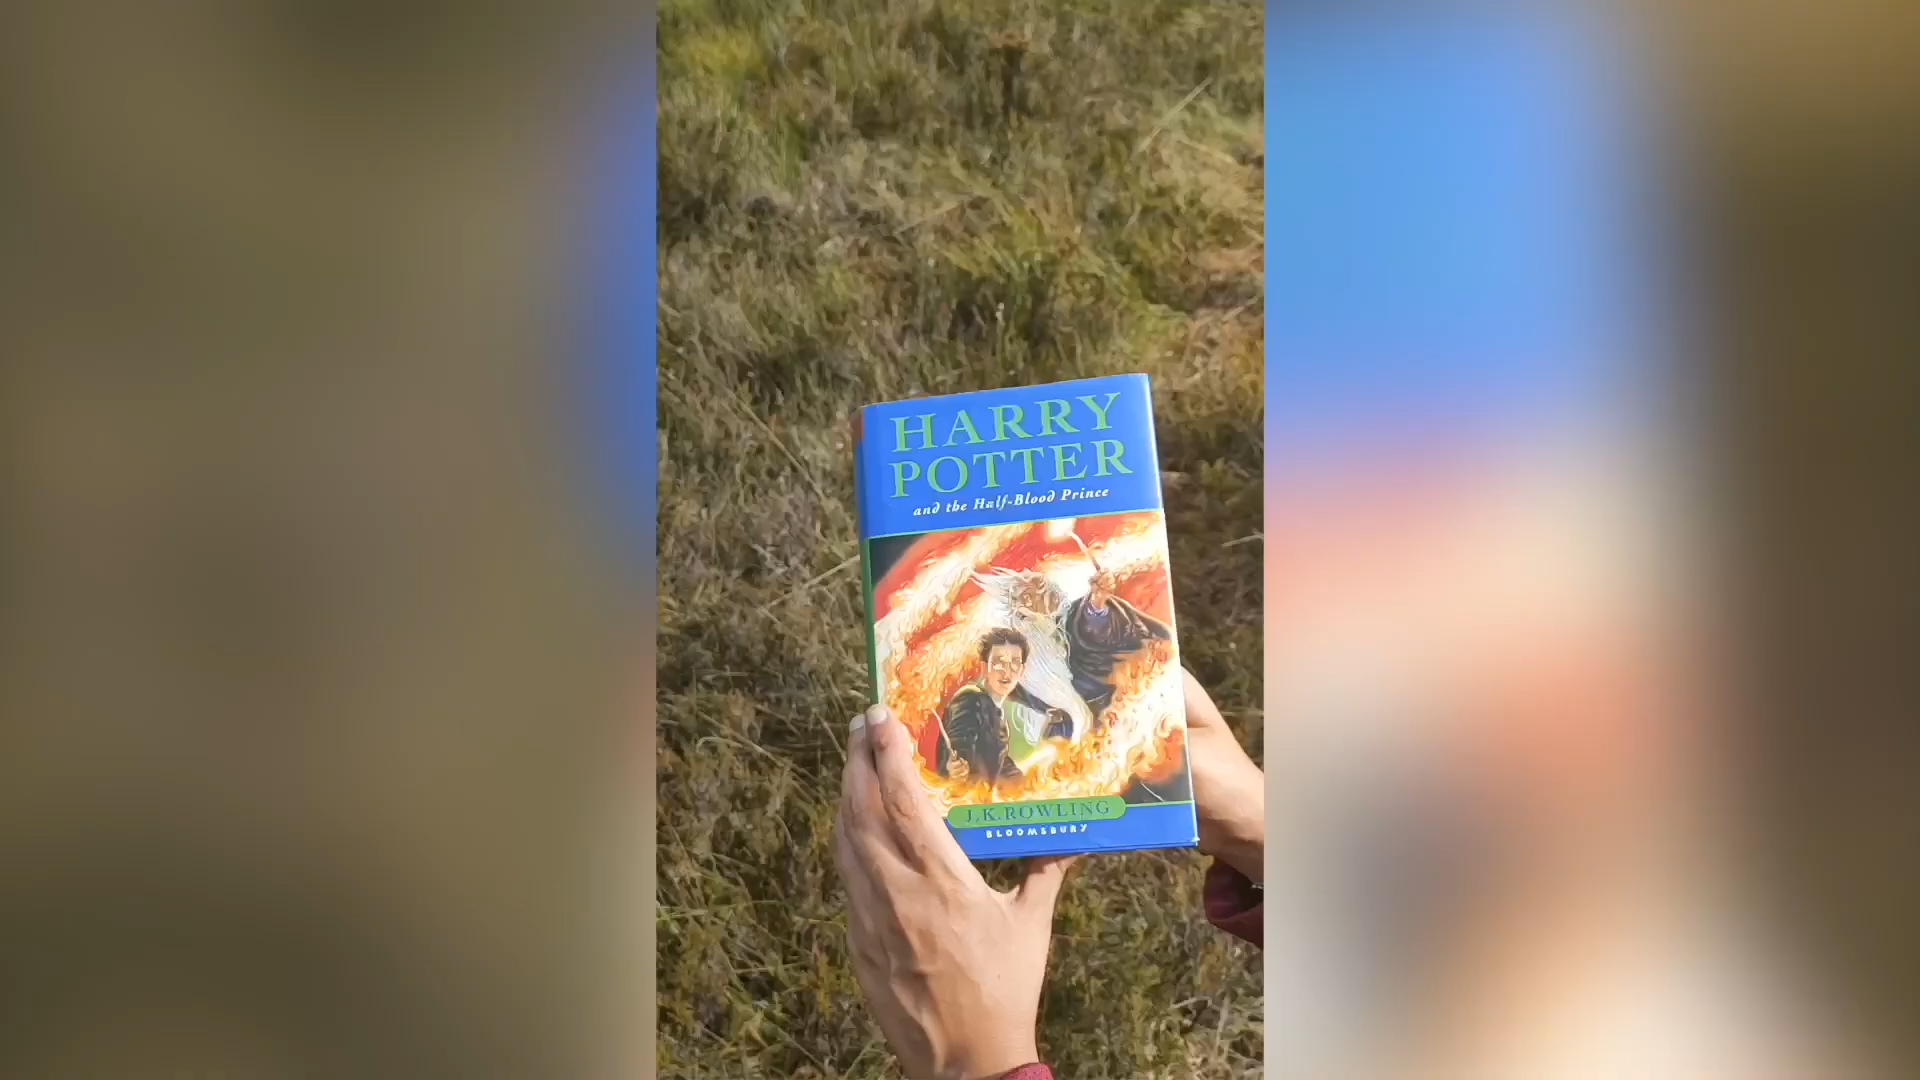 HARRY
POTTER
and the Half-Blood Prince
J.K.ROWLING
BLOOMSBURY